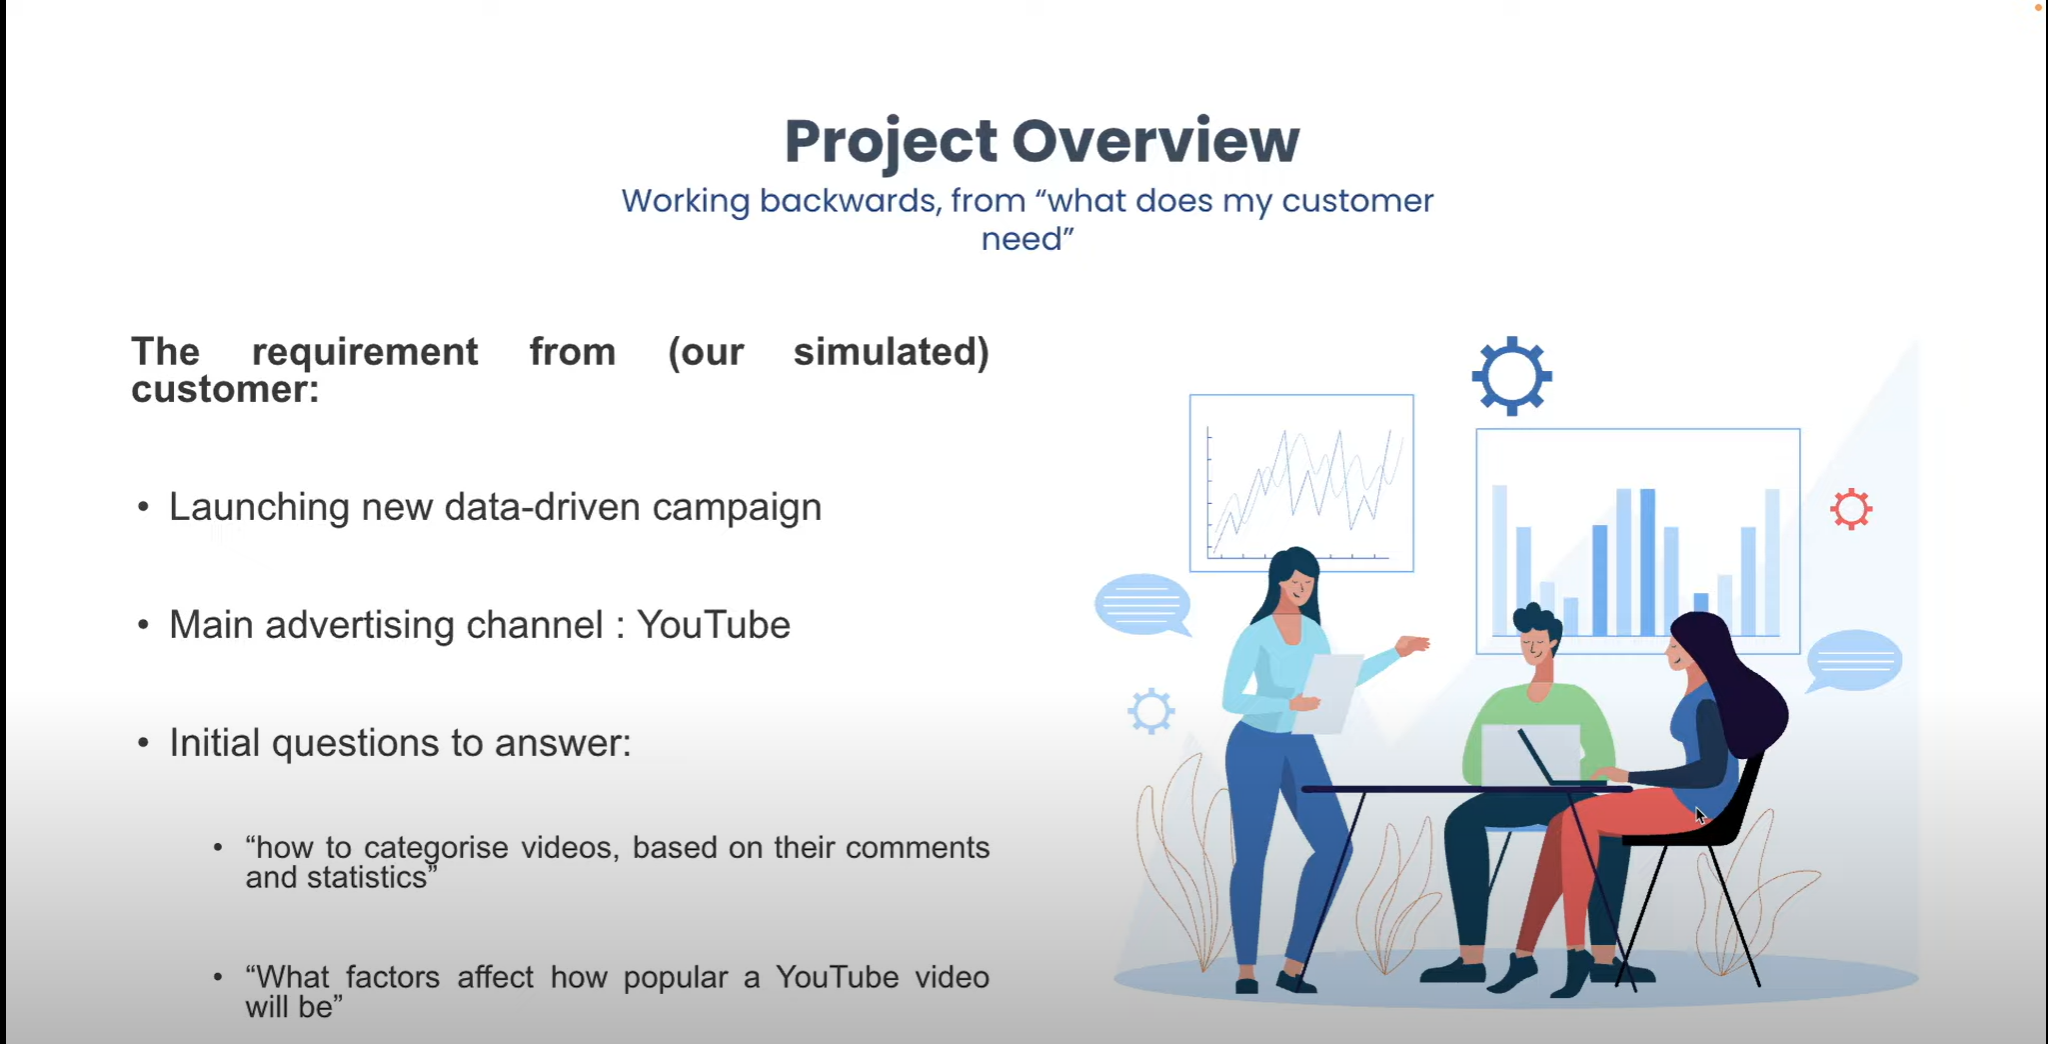 Project Overview
Working backwards, from “what does my customer
need”
The requirement from (our simulated)
customer:
• Launching new data-driven campaign
• Main advertising channel : YouTube
• Initial questions to answer:
• “how to categorise videos, based on their comments
and statistics”
• “What factors affect how popular a YouTube video
will be”